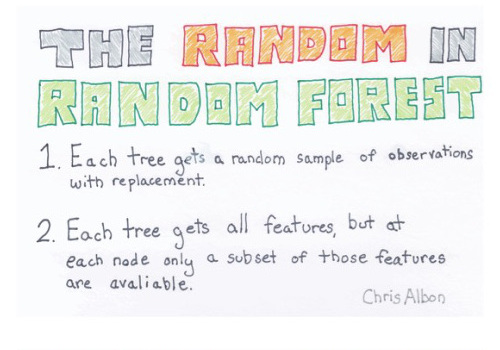 THE RANDOM IN
RANDOM FOREST
1. Each tree gets a random sample of observations
with replacement.
2. Each tree gets all features, but at
each node only a subset of those features
are avaliable.
Chris Albon